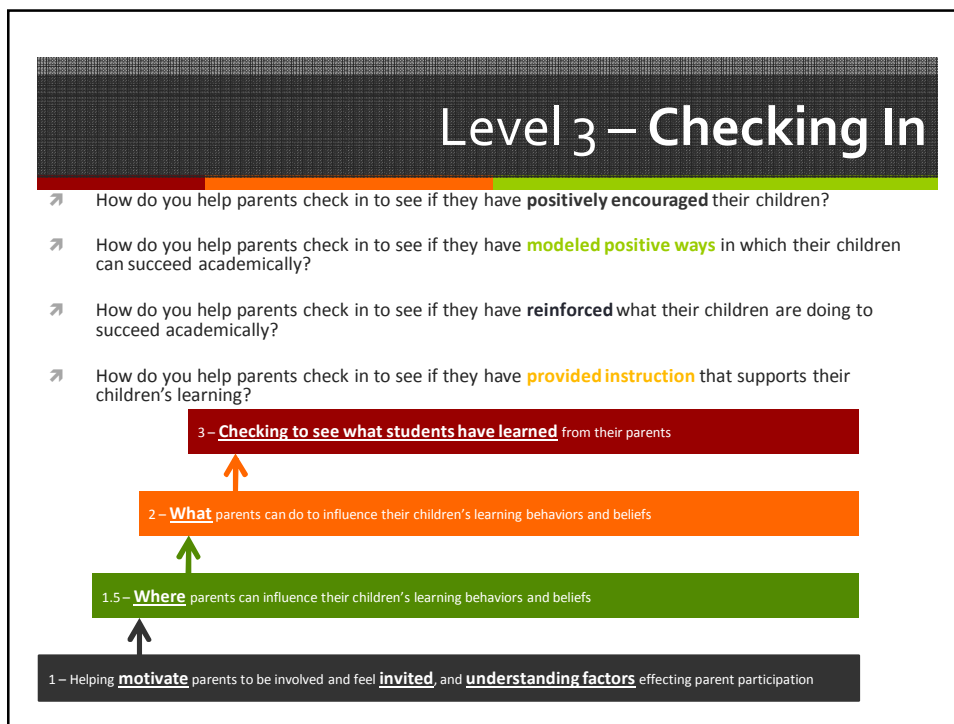 Level 3 – Checking In
How do you help parents check in to see if they have positively encouraged their children?
How do you help parents check in to see if they have modeled positive ways in which their children
can succeed academically?
How do you help parents check in to see if they have reinforced what their children are doing to
succeed academically?
How do you help parents check in to see if they have provided instruction that supports their
children's learning?
3 – Checking to see what students have learned from their parents
2 – What parents can do to influence their children's learning behaviors and beliefs
1.5 – Where parents can influence their children's learning behaviors and beliefs
1 – Helping motivate parents to be involved and feel invited, and understanding factors effecting parent participation